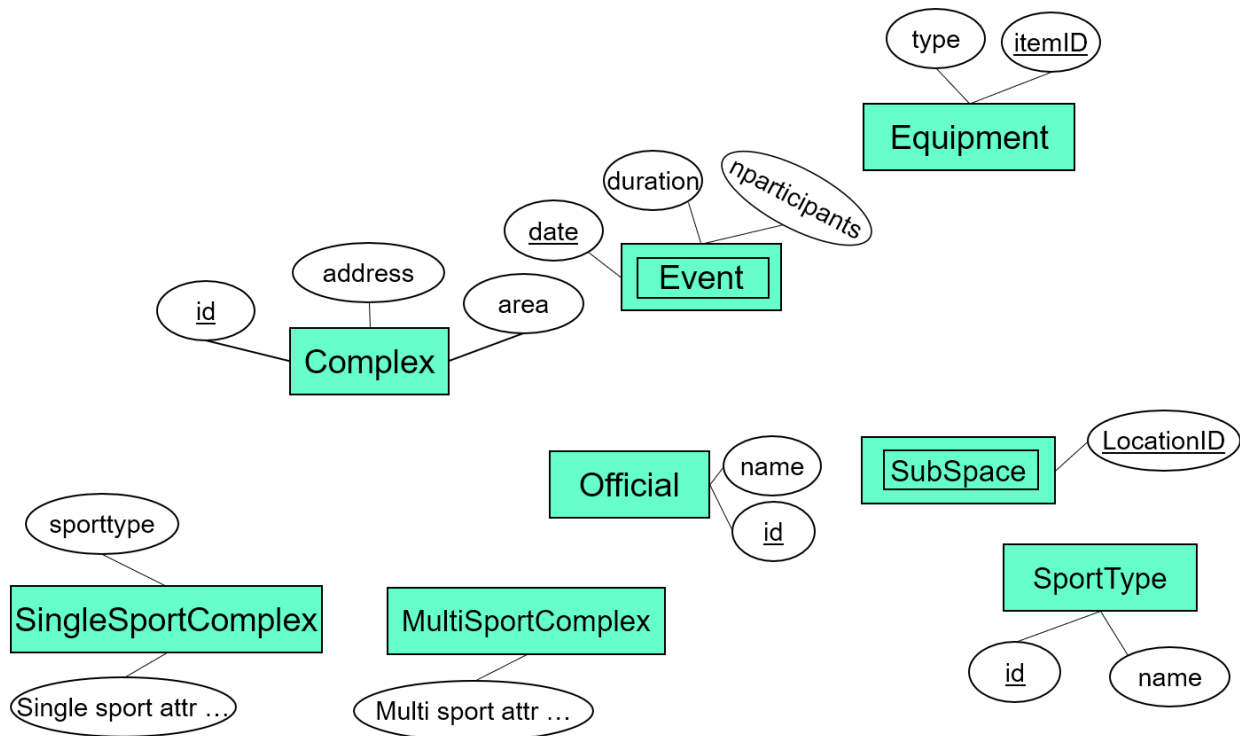 type
itemID
Equipment
duration
nparticipants
date
Event
address
id
area
Complex
name
LocationID
Official
SubSpace
id
sporttype
SportType
SingleSportComplex
MultiSportComplex
id
name
Single sport attr …
Multi sport attr …